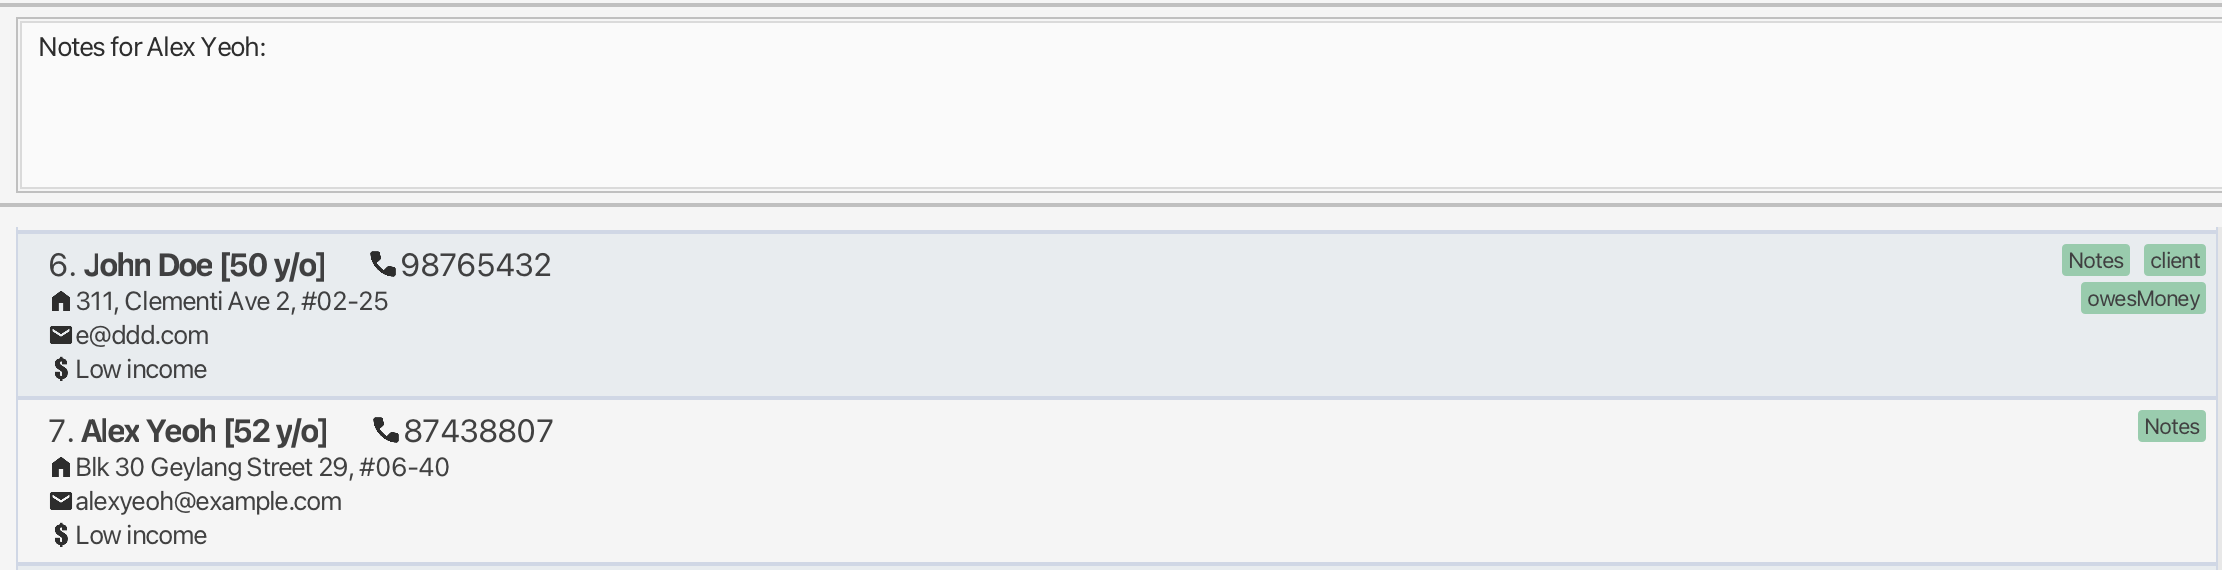 Notes for Alex Yeoh:
6. John Doe [50 y/o] 98765432
Notes client
311, Clementi Ave 2, #02-25
owesMoney
e@ddd.com
$ Low income
7. Alex Yeoh [52 y/o] 87438807
Notes
Blk 30 Geylang Street 29, #06-40
alexyeoh@example.com
$ Low income